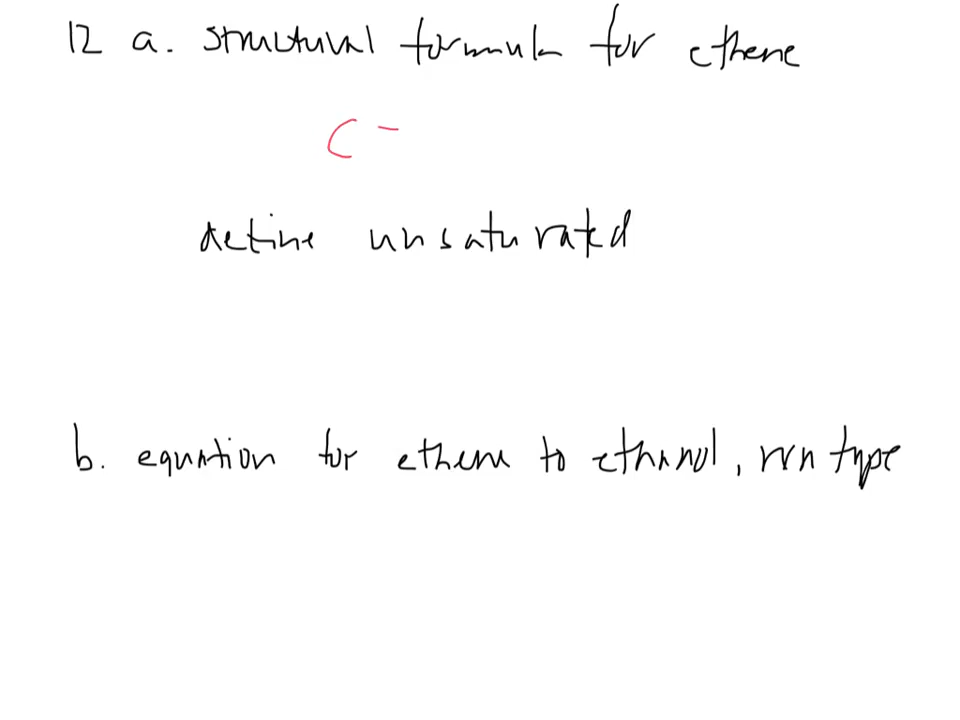 12 a. structural formula for ethene
C -
define unsaturated
b. equation for ethene to ethanol, rxn type